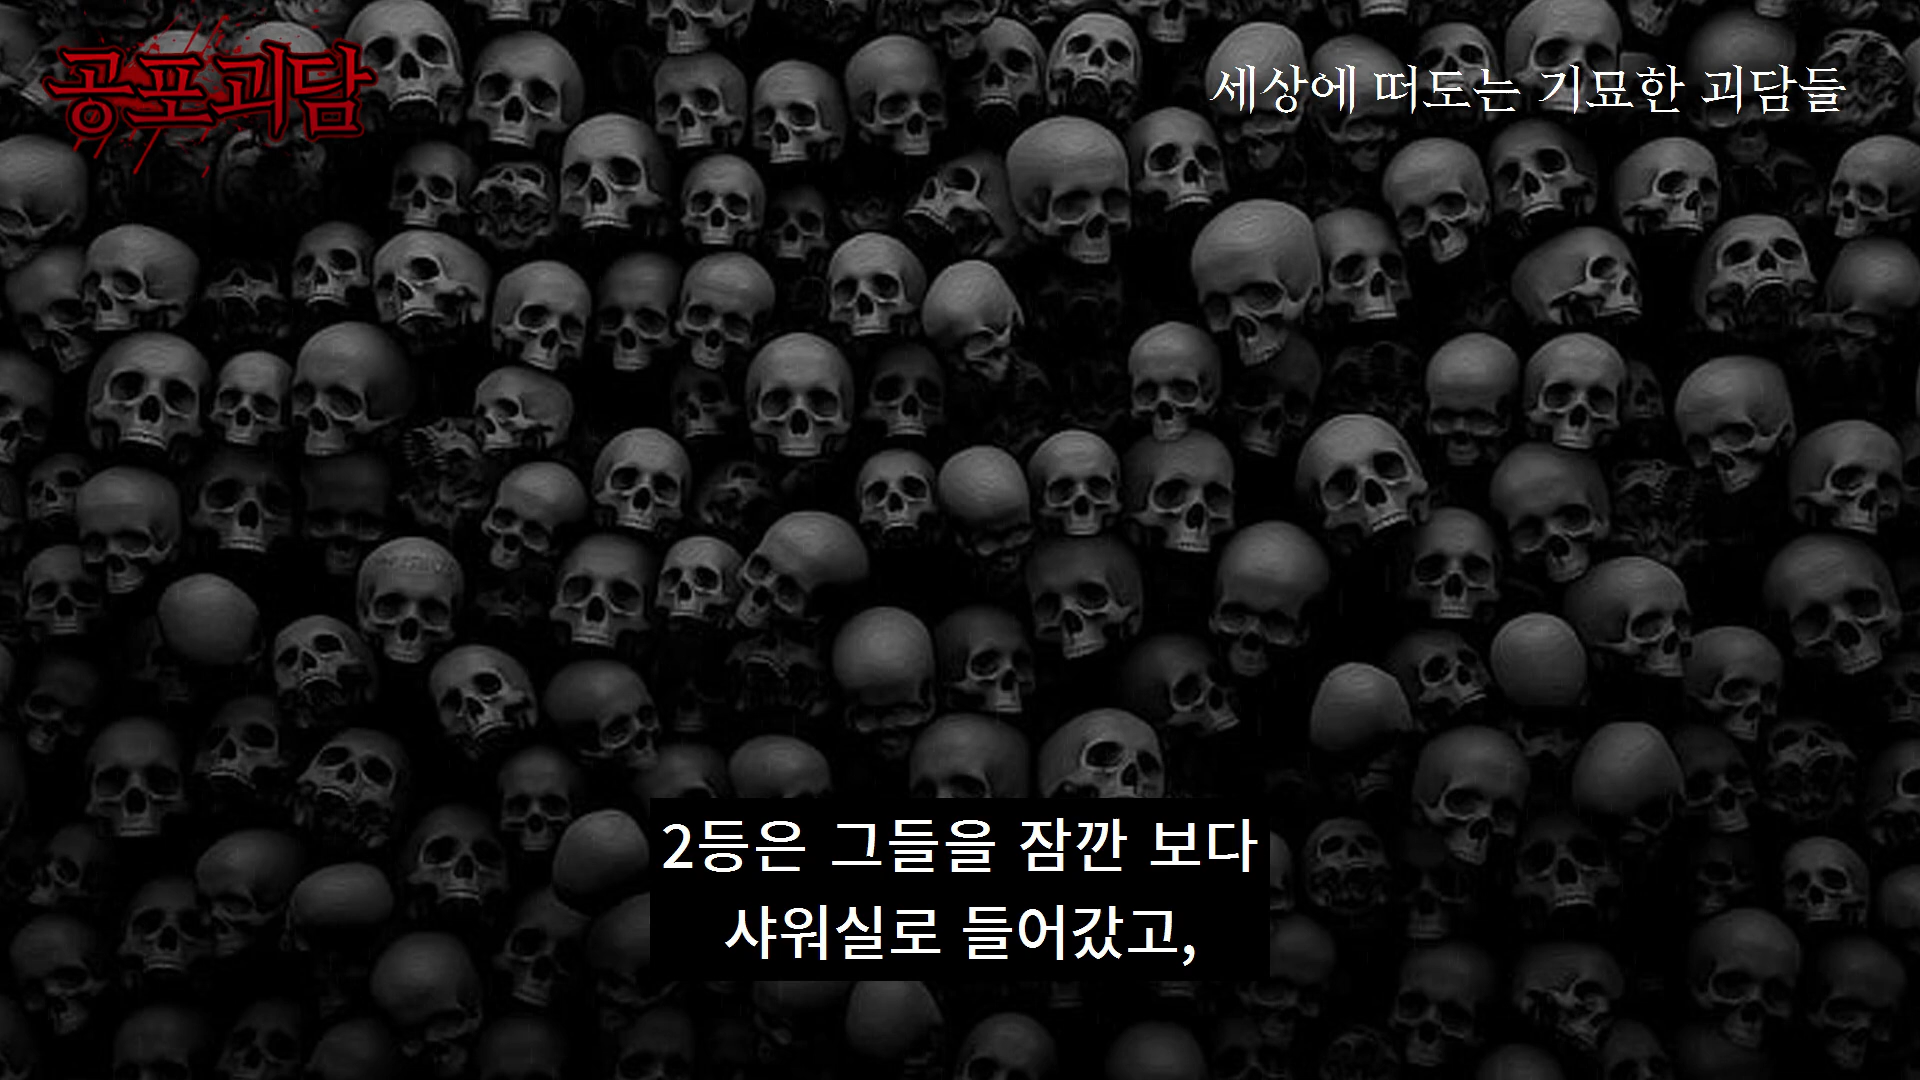 공포괴담
세상에 떠도는 기묘한 괴담들
2등은 그들을 잠깐 보다
샤워실로 들어갔고,